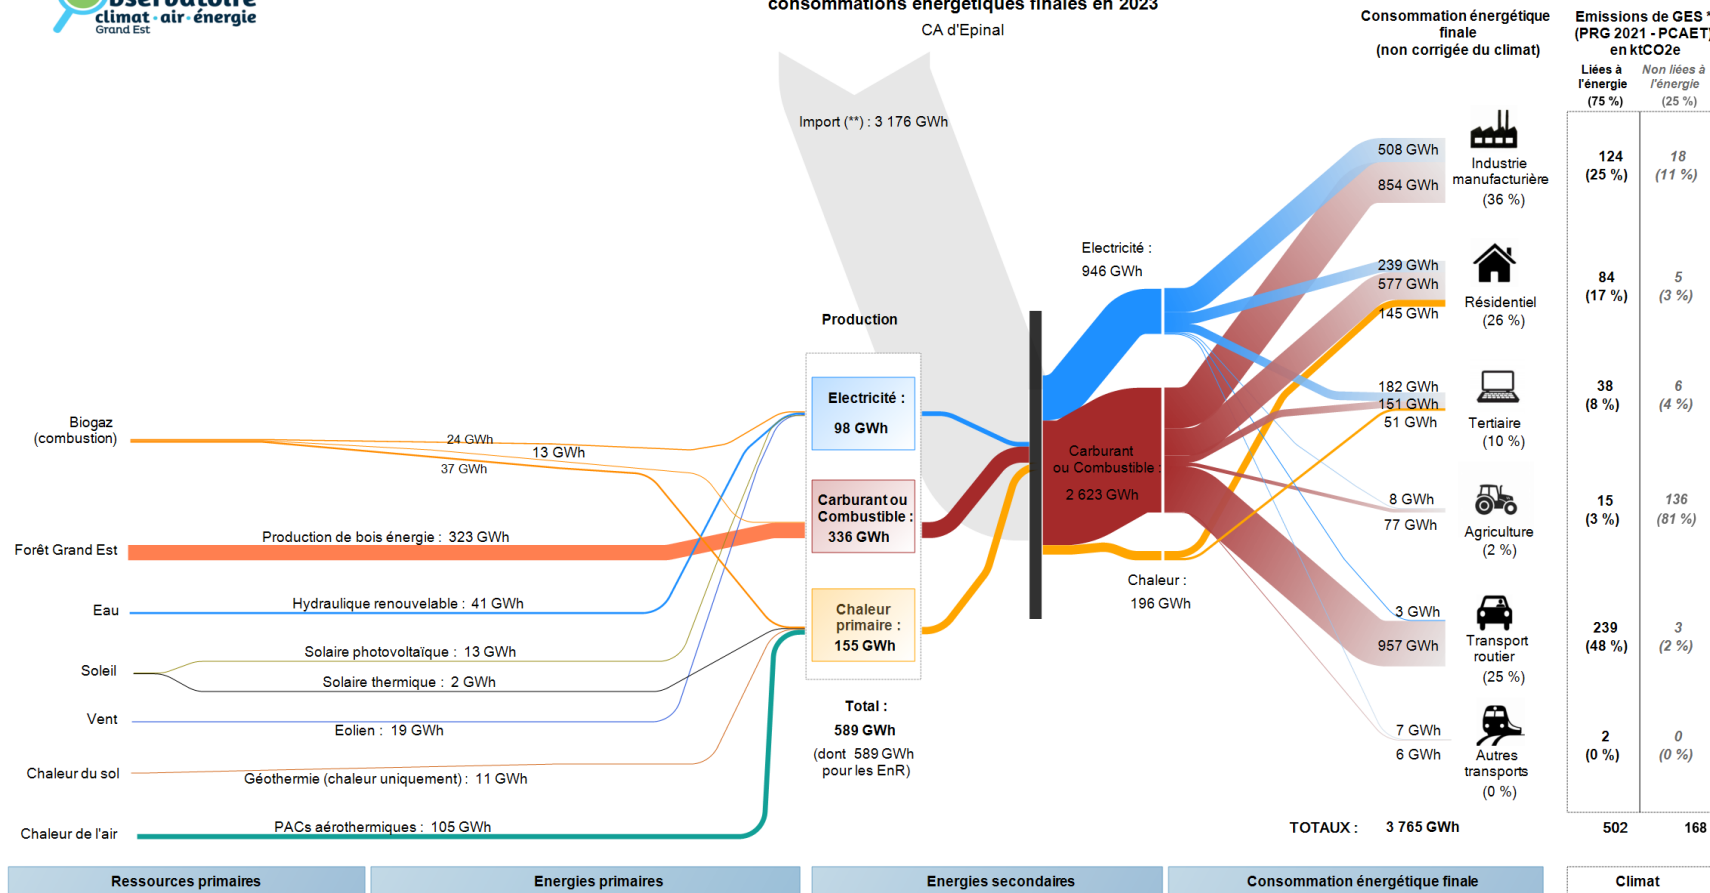 Observatoire
climat · air · énergie
Grand Est
consommations énergétiques finales en 2023
CA d'Epinal
Consommation énergétique
finale
(non corrigée du climat)
Emissions de GES *
(PRG 2021 - PCAET)
en ktCO2e
Liées à
l'énergie
(75 %)
Non liées à
l'énergie
(25 %)
Import (**) : 3 176 GWh
508 GWh
854 GWh
Industrie
manufacturière
(36 %)
124
(25 %)
18
(11 %)
Electricité :
946 GWh
239 GWh
577 GWh
145 GWh
Résidentiel
(26 %)
84
(17 %)
5
(3 %)
Production
Electricité :
98 GWh
182 GWh
151 GWh
51 GWh
Tertiaire
(10 %)
38
(8 %)
6
(4 %)
Biogaz
(combustion)
24 GWh
13 GWh
37 GWh
Carburant
ou Combustible :
2 623 GWh
Carburant ou
Combustible :
336 GWh
8 GWh
77 GWh
Agriculture
(2 %)
15
(3 %)
136
(81 %)
Forêt Grand Est
Production de bois énergie : 323 GWh
Chaleur :
196 GWh
Eau
Hydraulique renouvelable : 41 GWh
Chaleur
primaire :
155 GWh
3 GWh
957 GWh
Transport
routier
(25 %)
239
(48 %)
3
(2 %)
Soleil
Solaire photovoltaïque : 13 GWh
Solaire thermique : 2 GWh
Vent
Eolien : 19 GWh
Total :
589 GWh
(dont 589 GWh
pour les EnR)
7 GWh
6 GWh
Autres
transports
(0 %)
2
(0 %)
0
(0 %)
Chaleur du sol
Géothermie (chaleur uniquement) : 11 GWh
Chaleur de l'air
PACs aérothermiques : 105 GWh
TOTAUX : 3 765 GWh
502
168
Ressources primaires
Energies primaires
Energies secondaires
Consommation énergétique finale
Climat